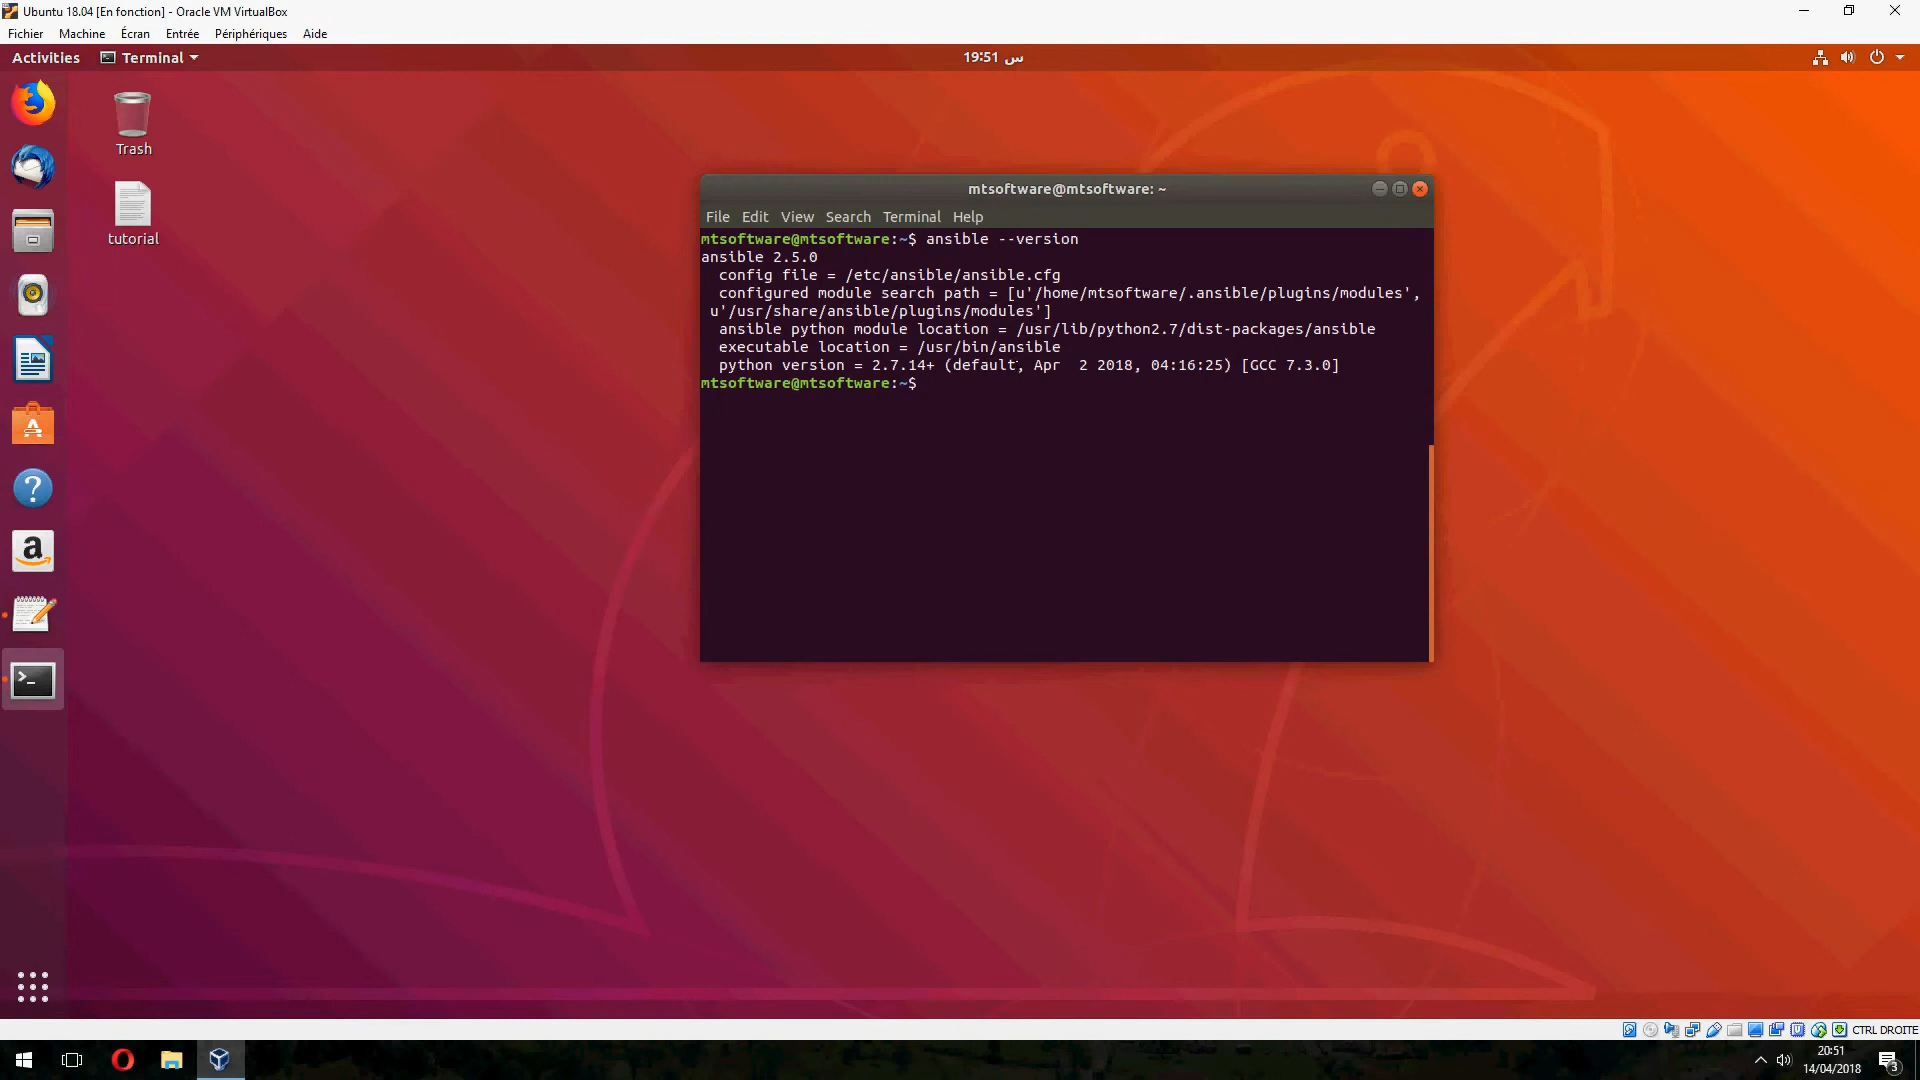 Ubuntu 18.04 [En fonction] - Oracle VM VirtualBox
Fichier Machine Écran Entrée Périphériques Aide
Activities Terminal 19:51 س
Trash
tutorial
mtsoftware@mtsoftware: ~
File Edit View Search Terminal Help
mtsoftware@mtsoftware:~$ ansible --version
ansible 2.5.0
config file = /etc/ansible/ansible.cfg
configured module search path = [u'/home/mtsoftware/.ansible/plugins/modules',
u'/usr/share/ansible/plugins/modules']
ansible python module location = /usr/lib/python2.7/dist-packages/ansible
executable location = /usr/bin/ansible
python version = 2.7.14+ (default, Apr  2 2018, 04:16:25) [GCC 7.3.0]
mtsoftware@mtsoftware:~$
CTRL DROITE
20:51
14/04/2018
3